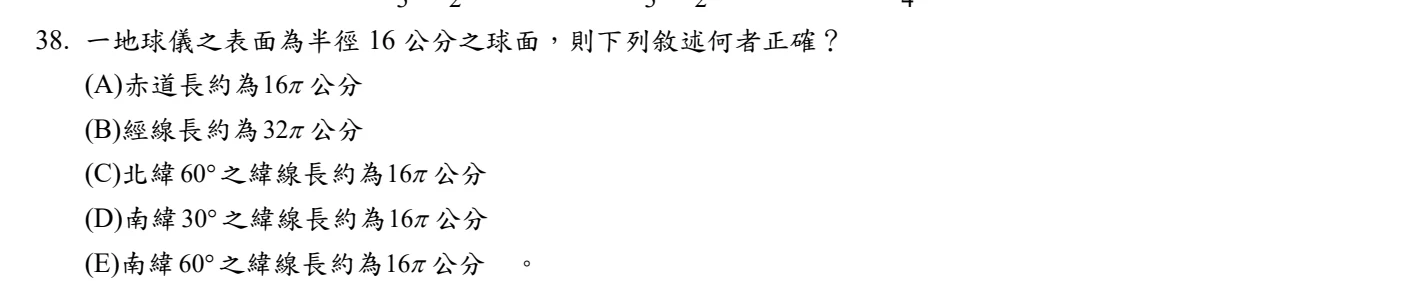 38. 一地球儀之表面為半徑 16 公分之球面，則下列敘述何者正確？
(A)赤道長約為16π 公分
(B)經線長約為32π 公分
(C)北緯 60° 之緯線長約為16π 公分
(D)南緯 30° 之緯線長約為16π 公分
(E)南緯 60° 之緯線長約為16π 公分 。